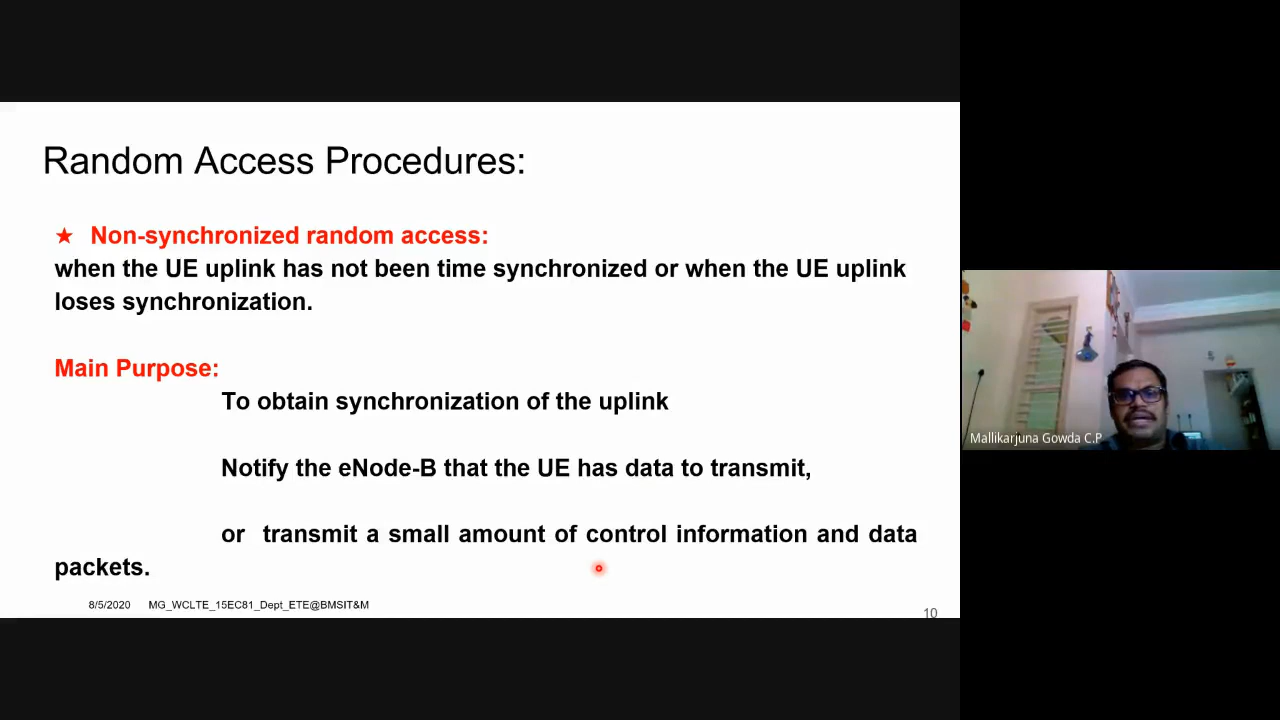 Random Access Procedures:
★ Non-synchronized random access:
when the UE uplink has not been time synchronized or when the UE uplink
loses synchronization.
Main Purpose:
To obtain synchronization of the uplink
Notify the eNode-B that the UE has data to transmit,
or transmit a small amount of control information and data
packets.
8/5/2020 MG_WCLTE_15EC81_Dept_ETE@BMSIT&M
10
Mallikarjuna Gowda C.P